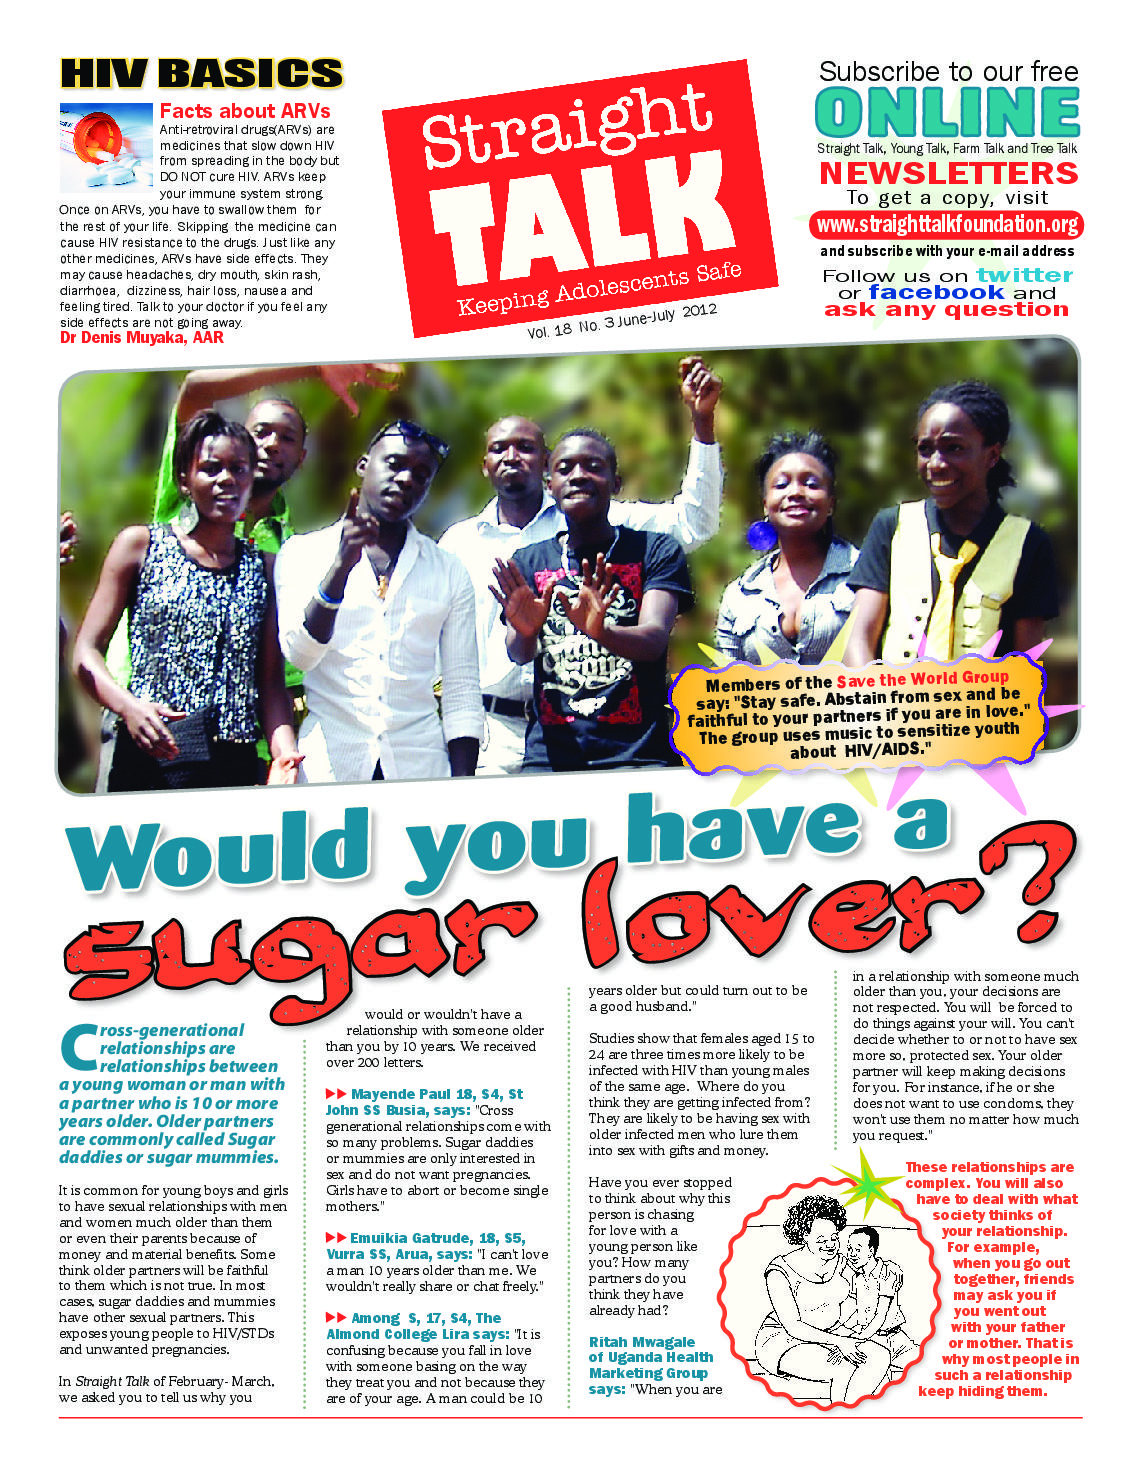 HIV BASICS
Facts about ARVs
Anti-retroviral drugs(ARVs) are
medicines that slow down HIV
from spreading in the body but
DO NOT cure HIV. ARVs keep
your immune system strong.
Once on ARVs, you have to swallow them for
the rest of your life. Skipping the medicine can
cause HIV resistance to the drugs. Just like any
other medicines, ARVs have side effects. They
may cause headaches, dry mouth, skin rash,
diarrhoea, dizziness, hair loss, nausea and
feeling tired. Talk to your doctor if you feel any
side effects are not going away.
Dr Denis Muyaka, AAR
Straight
TALK
Keeping Adolescents Safe
Vol. 18 No. 3 June-July 2012
Subscribe to our free
ONLINE
Straight Talk, Young Talk, Farm Talk and Tree Talk
NEWSLETTERS
To get a copy, visit
www.straighttalkfoundation.org
and subscribe with your e-mail address
Follow us on twitter
or facebook and
ask any question
Members of the Save the World Group
say: "Stay safe. Abstain from sex and be
faithful to your partners if you are in love."
The group uses music to sensitize youth
about HIV/AIDS."
Would you have a
sugar lover?
Cross-generational
relationships are
relationships between
a young woman or man with
a partner who is 10 or more
years older. Older partners
are commonly called Sugar
daddies or sugar mummies.
It is common for young boys and girls
to have sexual relationships with men
and women much older than them
or even their parents because of
money and material benefits. Some
think older partners will be faithful
to them which is not true. In most
cases, sugar daddies and mummies
have other sexual partners. This
exposes young people to HIV/STDs
and unwanted pregnancies.
In Straight Talk of February- March,
we asked you to tell us why you
would or wouldn't have a
relationship with someone older
than you by 10 years. We received
over 200 letters.
Mayende Paul 18, S4, St
John SS Busia, says: "Cross
generational relationships come with
so many problems. Sugar daddies
or mummies are only interested in
sex and do not want pregnancies.
Girls have to abort or become single
mothers."
Emuikia Gatrude, 18, S5,
Vurra SS, Arua, says: "I can't love
a man 10 years older than me. We
wouldn't really share or chat freely."
Among S, 17, S4, The
Almond College Lira says: "It is
confusing because you fall in love
with someone basing on the way
they treat you and not because they
are of your age. A man could be 10
years older but could turn out to be
a good husband."
Studies show that females aged 15 to
24 are three times more likely to be
infected with HIV than young males
of the same age. Where do you
think they are getting infected from?
They are likely to be having sex with
older infected men who lure them
into sex with gifts and money.
Have you ever stopped
to think about why this
person is chasing
for love with a
young person like
you? How many
partners do you
think they have
already had?
Ritah Mwagale
of Uganda Health
Marketing Group
says: "When you are
in a relationship with someone much
older than you, your decisions are
not respected. You will be forced to
do things against your will. You can't
decide whether to or not to have sex
more so, protected sex. Your older
partner will keep making decisions
for you. For instance, if he or she
does not want to use condoms, they
won't use them no matter how much
you request."
These relationships are
complex. You will also
have to deal with what
society thinks of
your relationship.
For example,
when you go out
together, friends
may ask you if
you went out
with your father
or mother. That is
why most people in
such a relationship
keep hiding them.